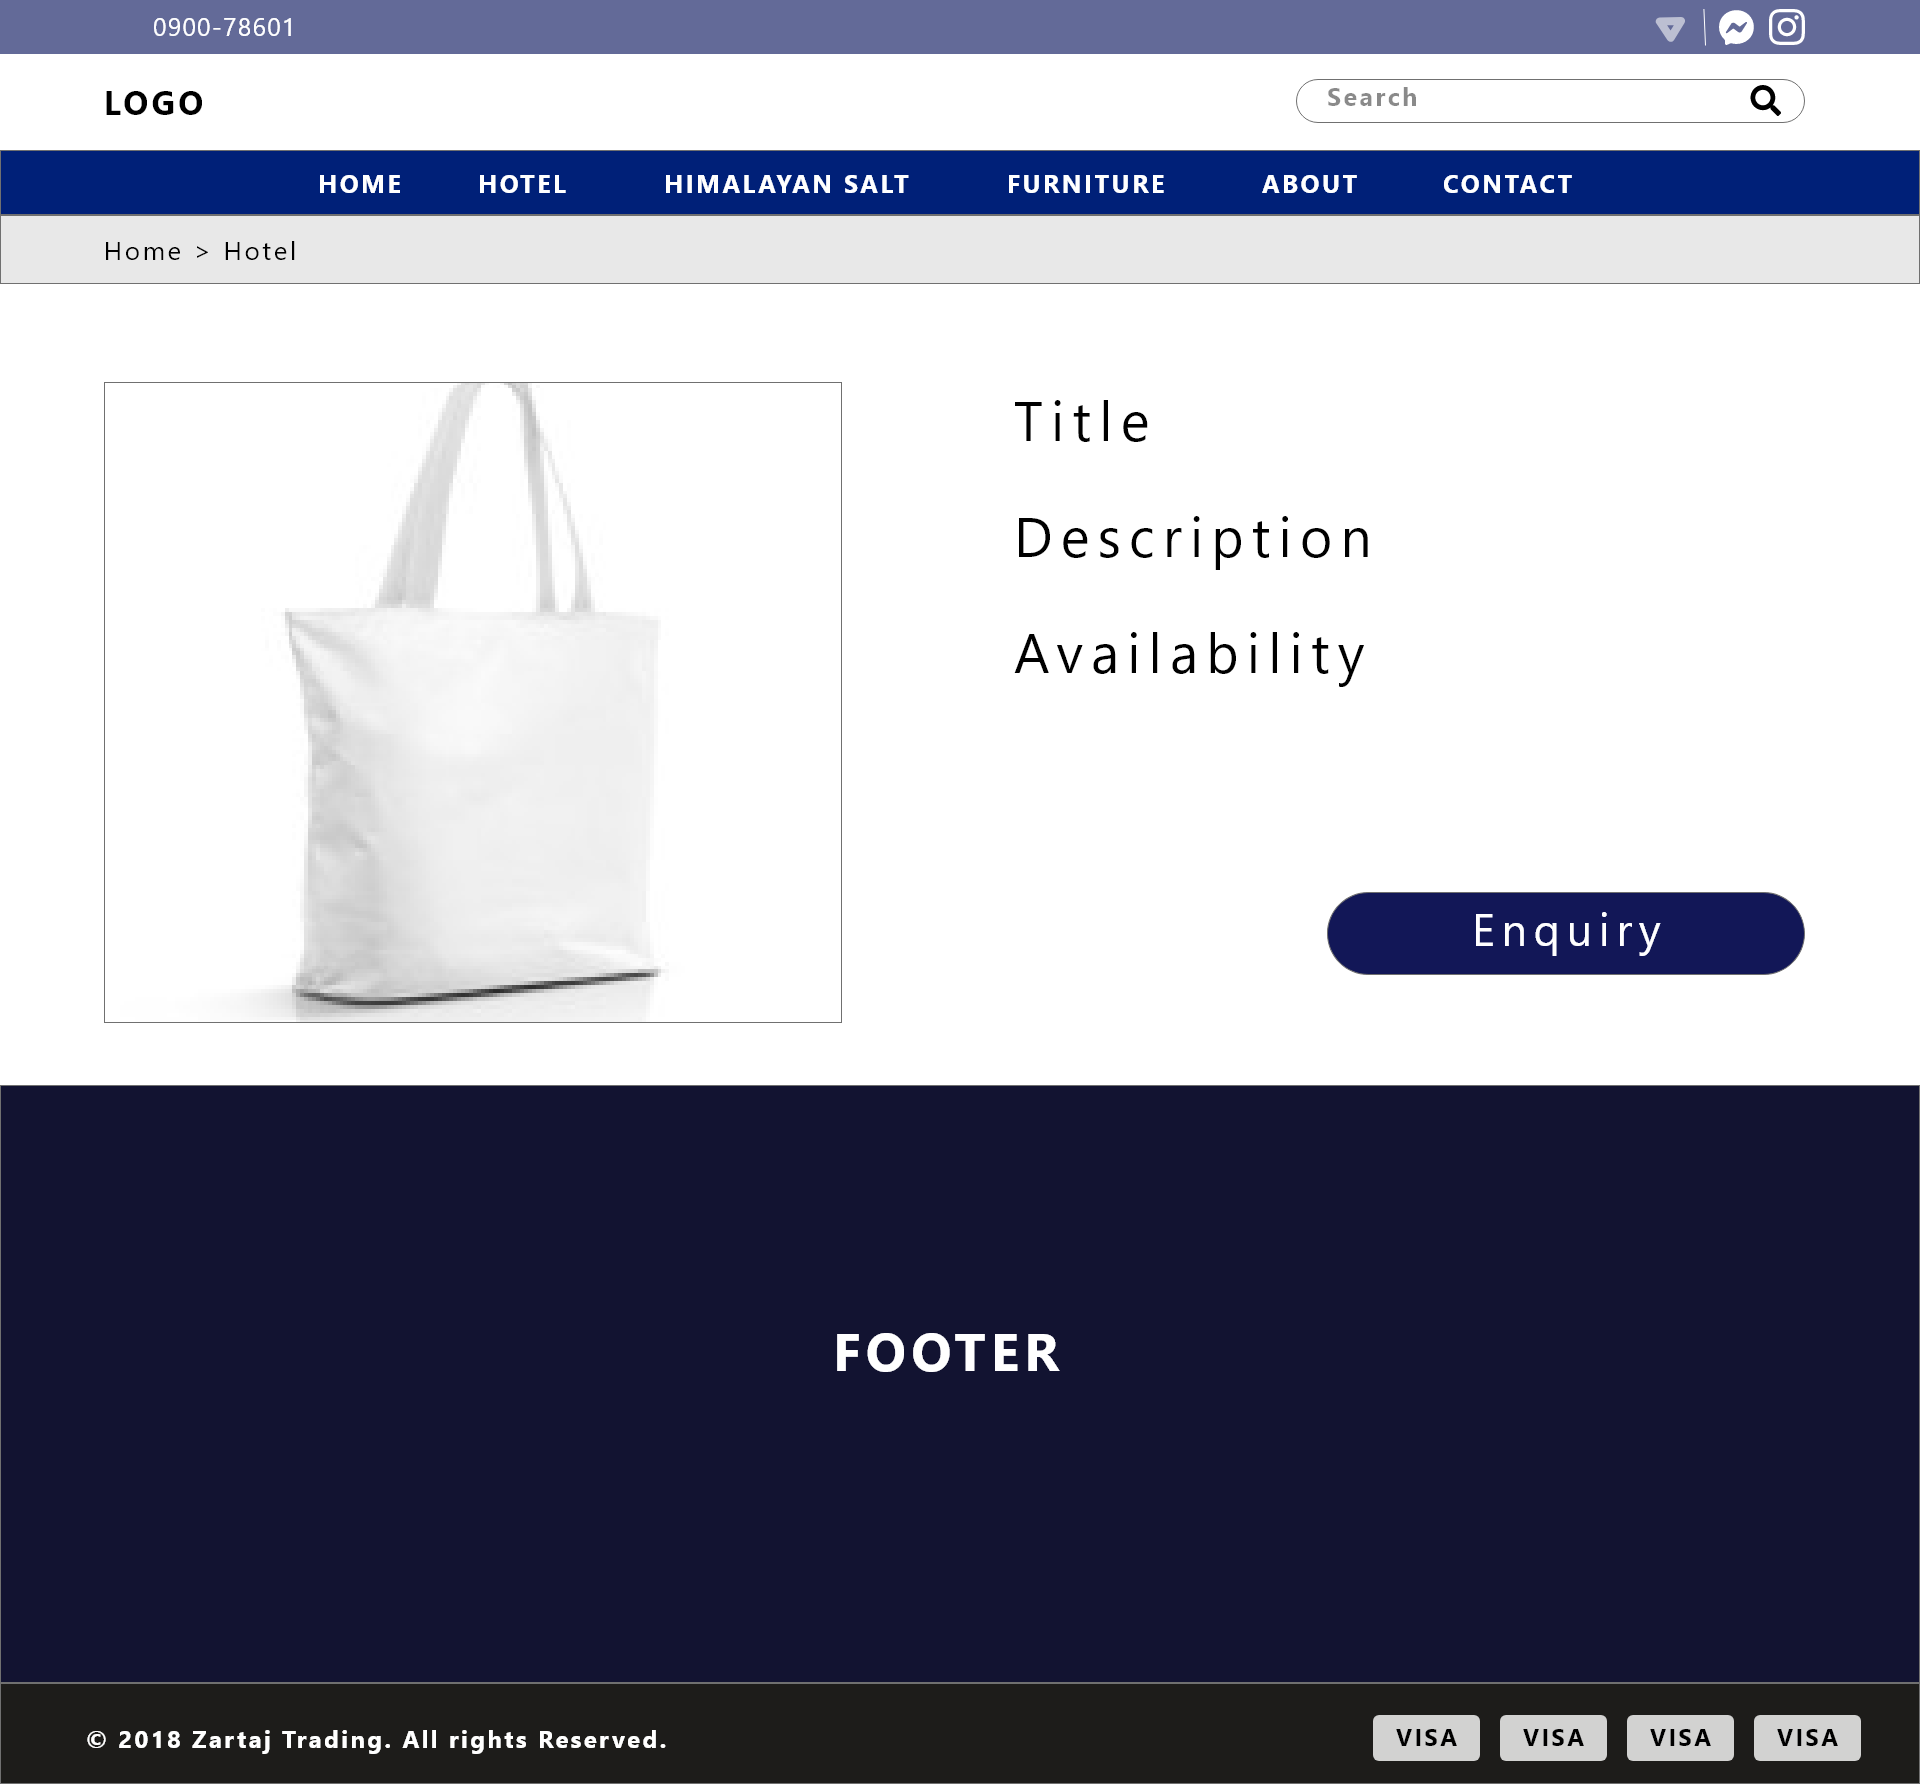 0900-78601
LOGO
Search
HOME HOTEL HIMALAYAN SALT FURNITURE ABOUT CONTACT
Home > Hotel
Title
Description
Availability
Enquiry
FOOTER
© 2018 Zartaj Trading. All rights Reserved.
VISA VISA VISA VISA